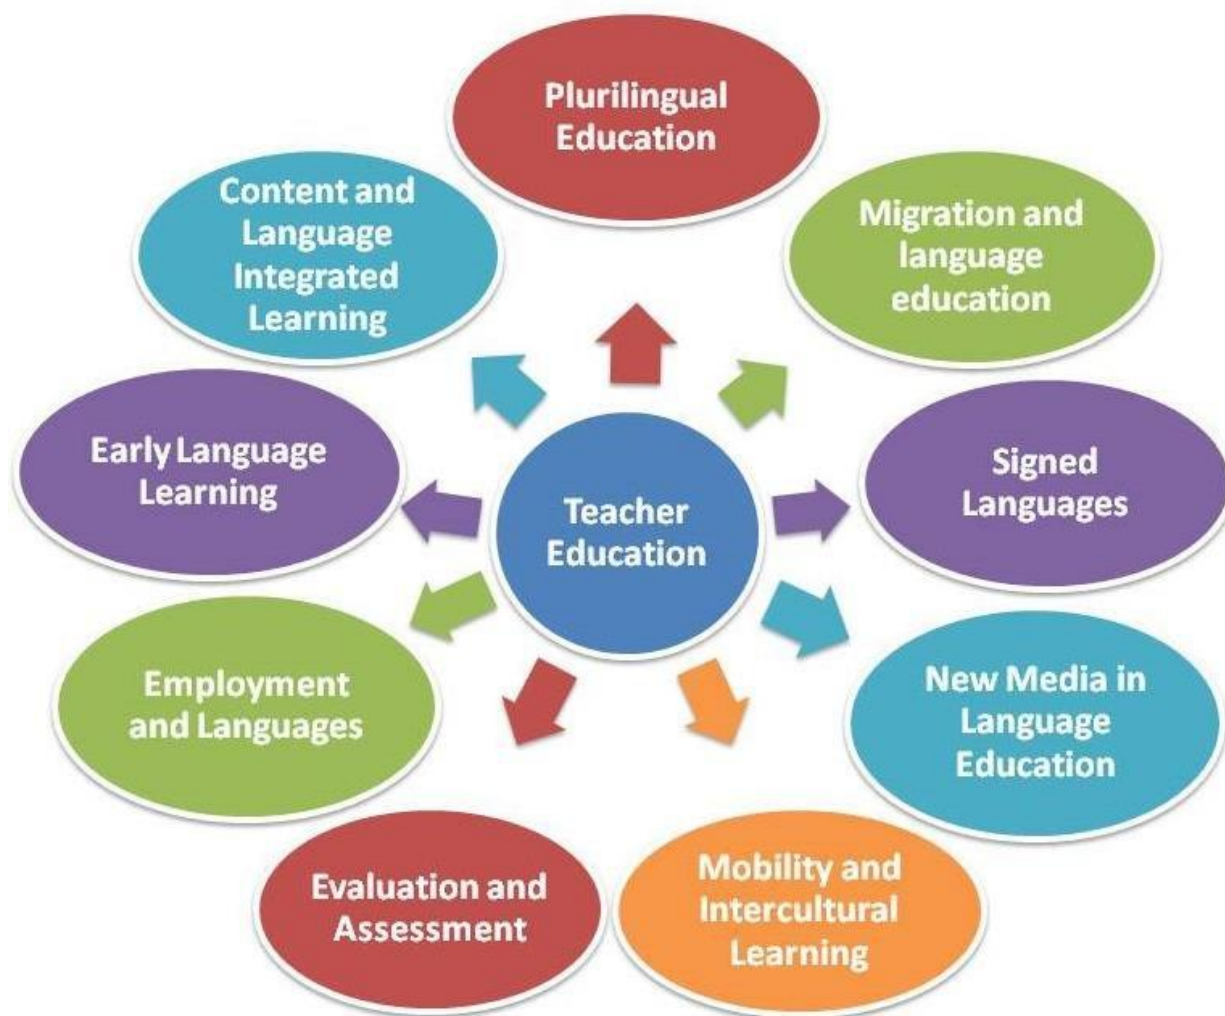 Plurilingual
Education
Content and
Language
Integrated
Learning
Migration and
language
education
Early Language
Learning
Teacher
Education
Signed
Languages
Employment
and Languages
New Media in
Language
Education
Evaluation and
Assessment
Mobility and
Intercultural
Learning